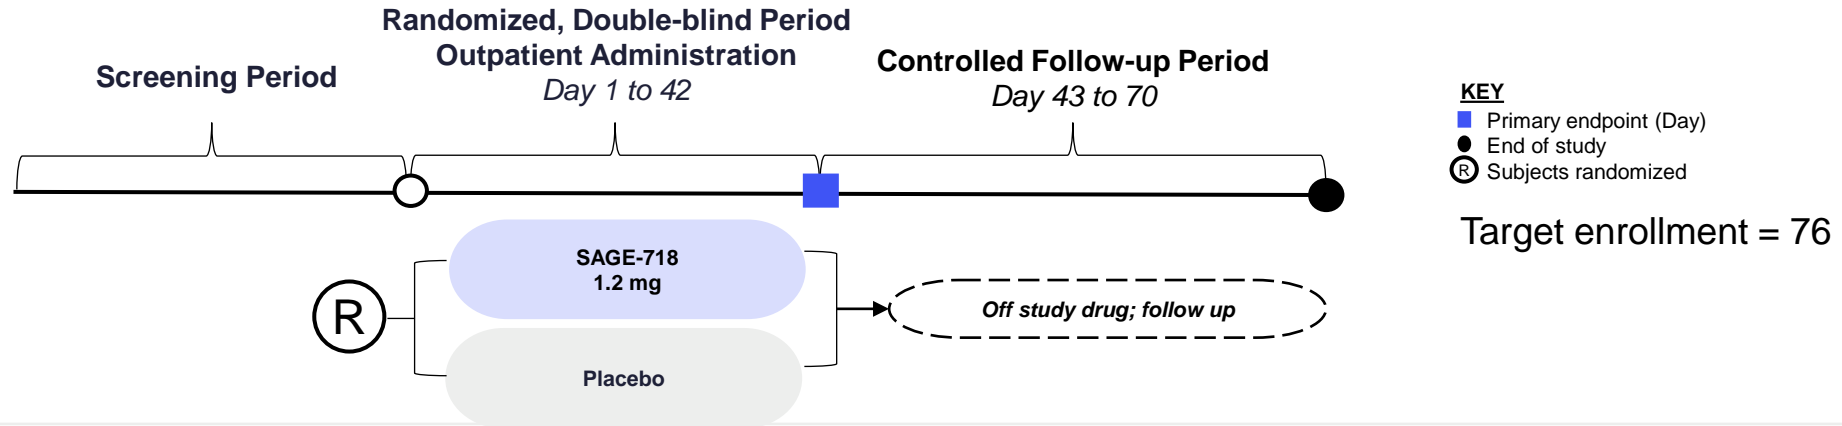 Randomized, Double-blind Period
Outpatient Administration
Day 1 to 42
Screening Period
Controlled Follow-up Period
Day 43 to 70
KEY
Primary endpoint (Day)
End of study
R Subjects randomized
Target enrollment = 76
SAGE-718
1.2 mg
R
Off study drug; follow up
Placebo